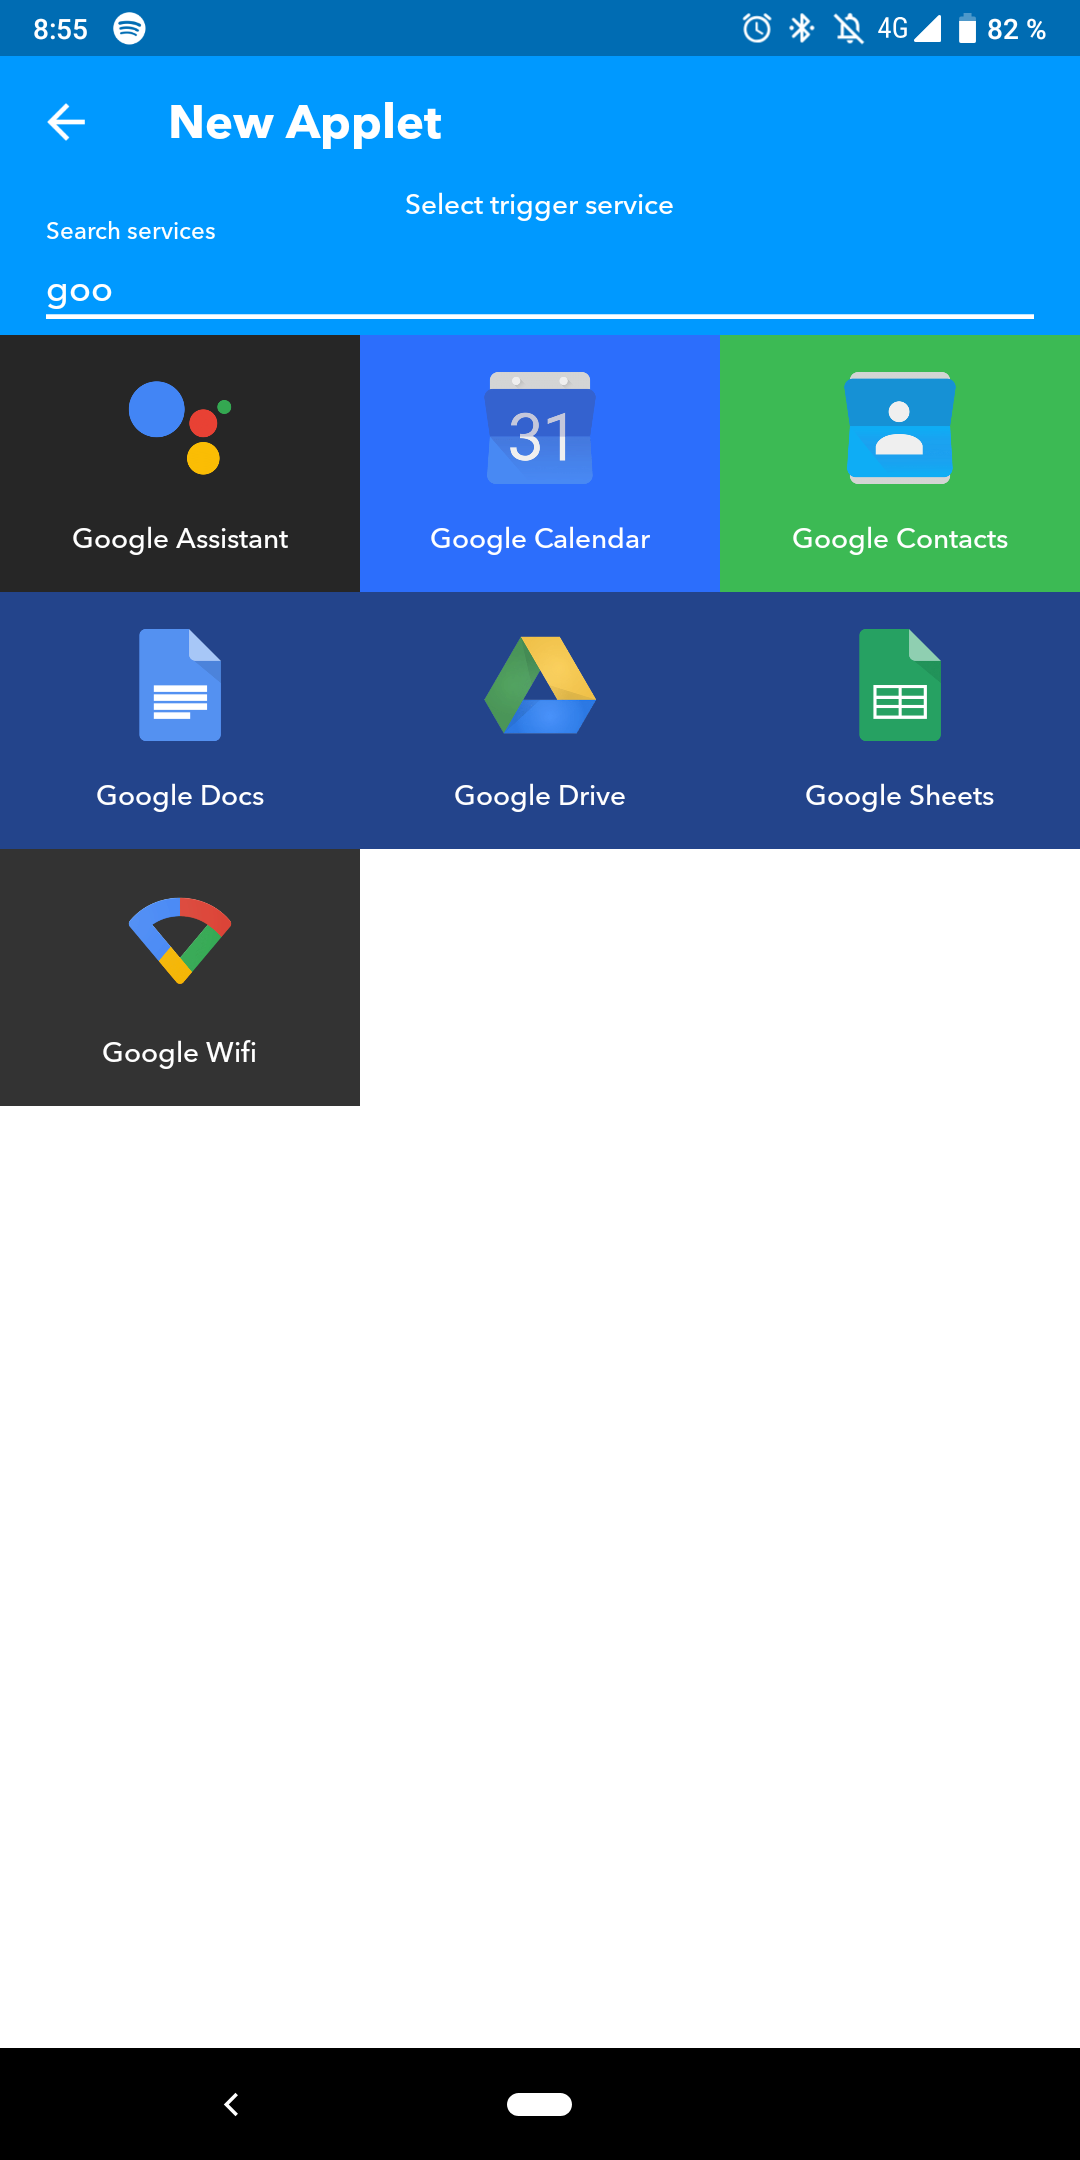 8:55
4G
82 %
New Applet
Select trigger service
Search services
goo
31
Google Assistant
Google Calendar
Google Contacts
Google Docs
Google Drive
Google Sheets
Google Wifi